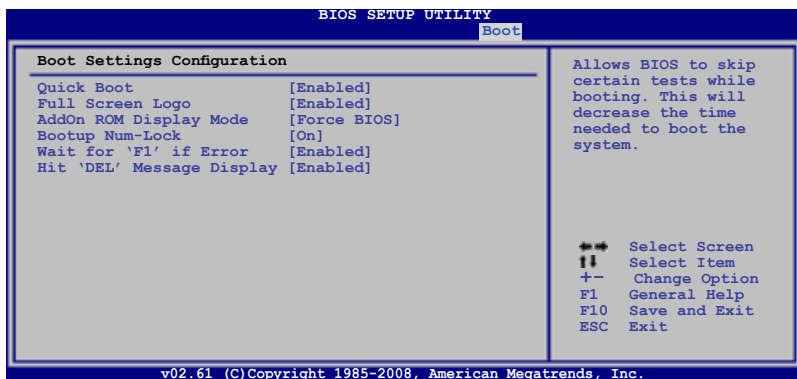 BIOS SETUP UTILITY
Boot
Boot Settings Configuration
Quick Boot [Enabled]
Full Screen Logo [Enabled]
AddOn ROM Display Mode [Force BIOS]
Bootup Num-Lock [On]
Wait for ‘F1’ if Error [Enabled]
Hit ‘DEL’ Message Display [Enabled]
Allows BIOS to skip
certain tests while
booting. This will
decrease the time
needed to boot the
system.
←→ Select Screen
↑↓ Select Item
+- Change Option
F1 General Help
F10 Save and Exit
ESC Exit
v02.61 (C)Copyright 1985-2008, American Megatrends, Inc.